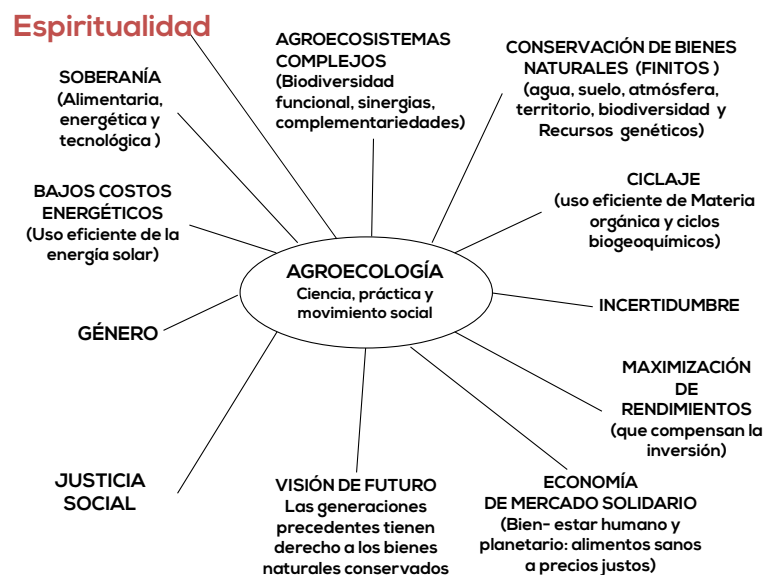 Espiritualidad
SOBERANÍA
(Alimentaria,
energética y
tecnológica )
AGROECOSISTEMAS
COMPLEJOS
(Biodiversidad
funcional, sinergias,
complementariedades)
CONSERVACIÓN DE BIENES
NATURALES (FINITOS )
(agua, suelo, atmósfera,
territorio, biodiversidad y
Recursos genéticos)
BAJOS COSTOS
ENERGÉTICOS
(Uso eficiente de la
energía solar)
CICLAJE
(uso eficiente de Materia
orgánica y ciclos
biogeoquímicos)
AGROECOLOGÍA
Ciencia, práctica y
movimiento social
GÉNERO
INCERTIDUMBRE
MAXIMIZACIÓN
DE
RENDIMIENTOS
(que compensan la
inversión)
JUSTICIA
SOCIAL
VISIÓN DE FUTURO
Las generaciones
precedentes tienen
derecho a los bienes
naturales conservados
ECONOMÍA
DE MERCADO SOLIDARIO
(Bien- estar humano y
planetario: alimentos sanos
a precios justos)